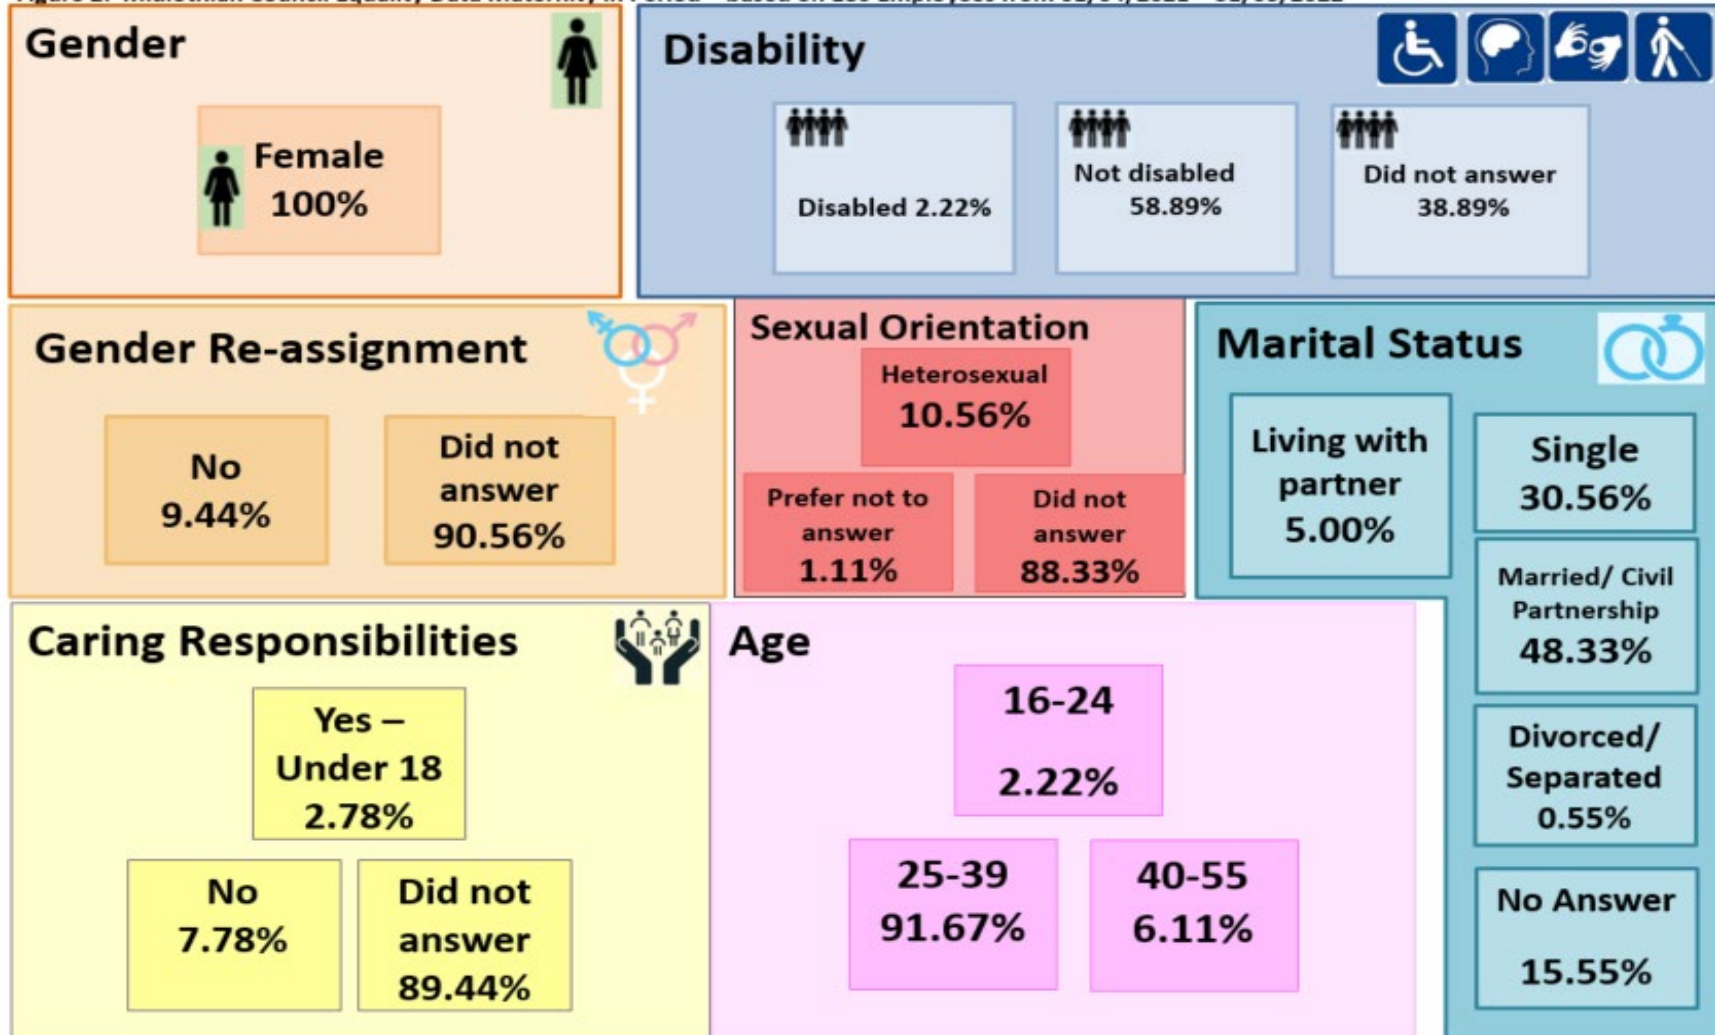 Gender
Female
100%
Disability
Disabled 2.22%
Not disabled
58.89%
Did not answer
38.89%
Gender Re-assignment
No
9.44%
Did not
answer
90.56%
Sexual Orientation
Heterosexual
10.56%
Prefer not to
answer
1.11%
Did not
answer
88.33%
Marital Status
Living with
partner
5.00%
Single
30.56%
Married/ Civil
Partnership
48.33%
Divorced/
Separated
0.55%
No Answer
15.55%
Caring Responsibilities
Yes –
Under 18
2.78%
No
7.78%
Did not
answer
89.44%
Age
16-24
2.22%
25-39
91.67%
40-55
6.11%